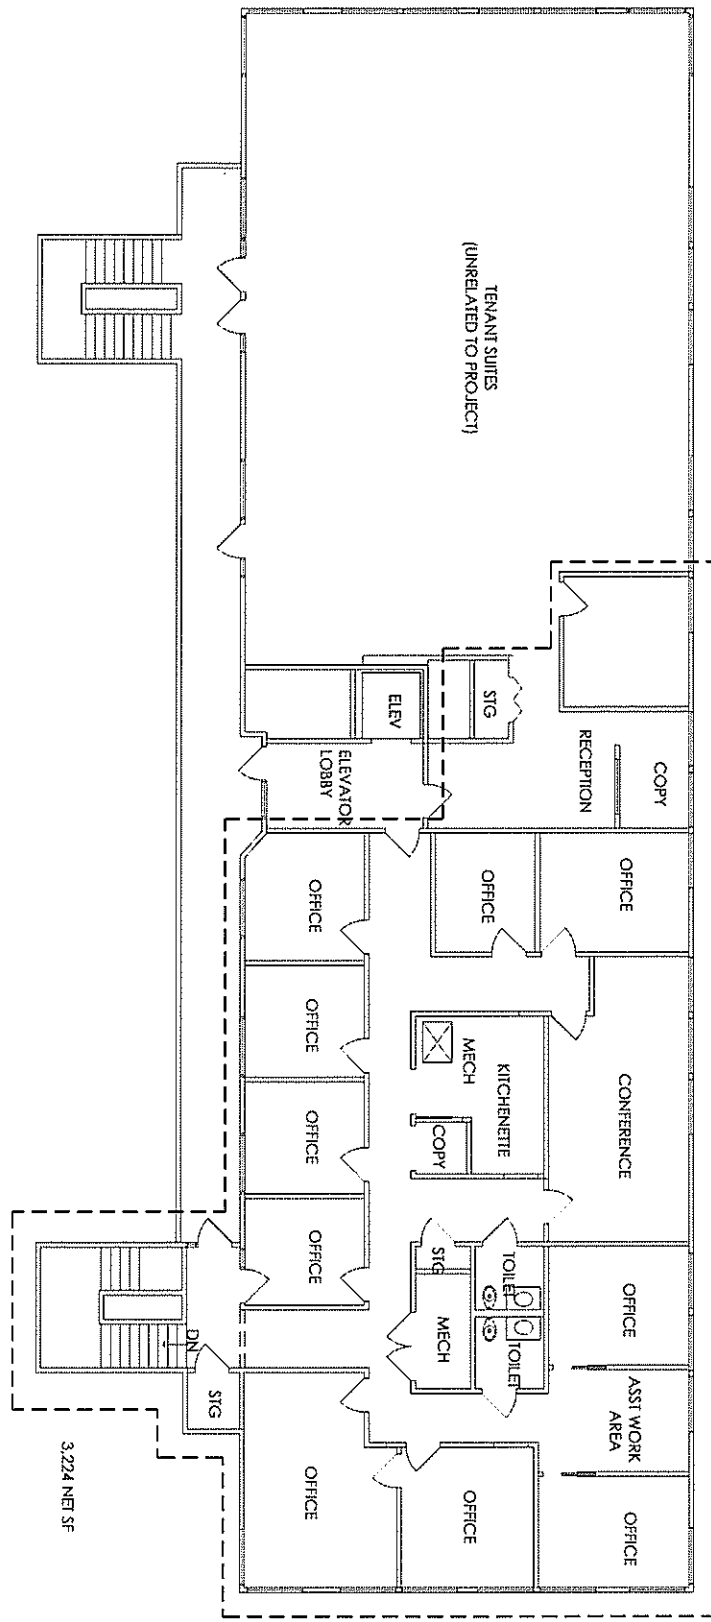 TENANT SUITES
(UNRELATED TO PROJECT)
COPY
RECEPTION
STG
ELEV
ELEVATOR
LOBBY
OFFICE
OFFICE
OFFICE
CONFERENCE
KITCHENETTE
MECH
COPY
OFFICE
OFFICE
OFFICE
OFFICE
TOILET
TOILET
STG
MECH
ASST WORK
AREA
OFFICE
OFFICE
OFFICE
DN
STG
3,224 NET SF